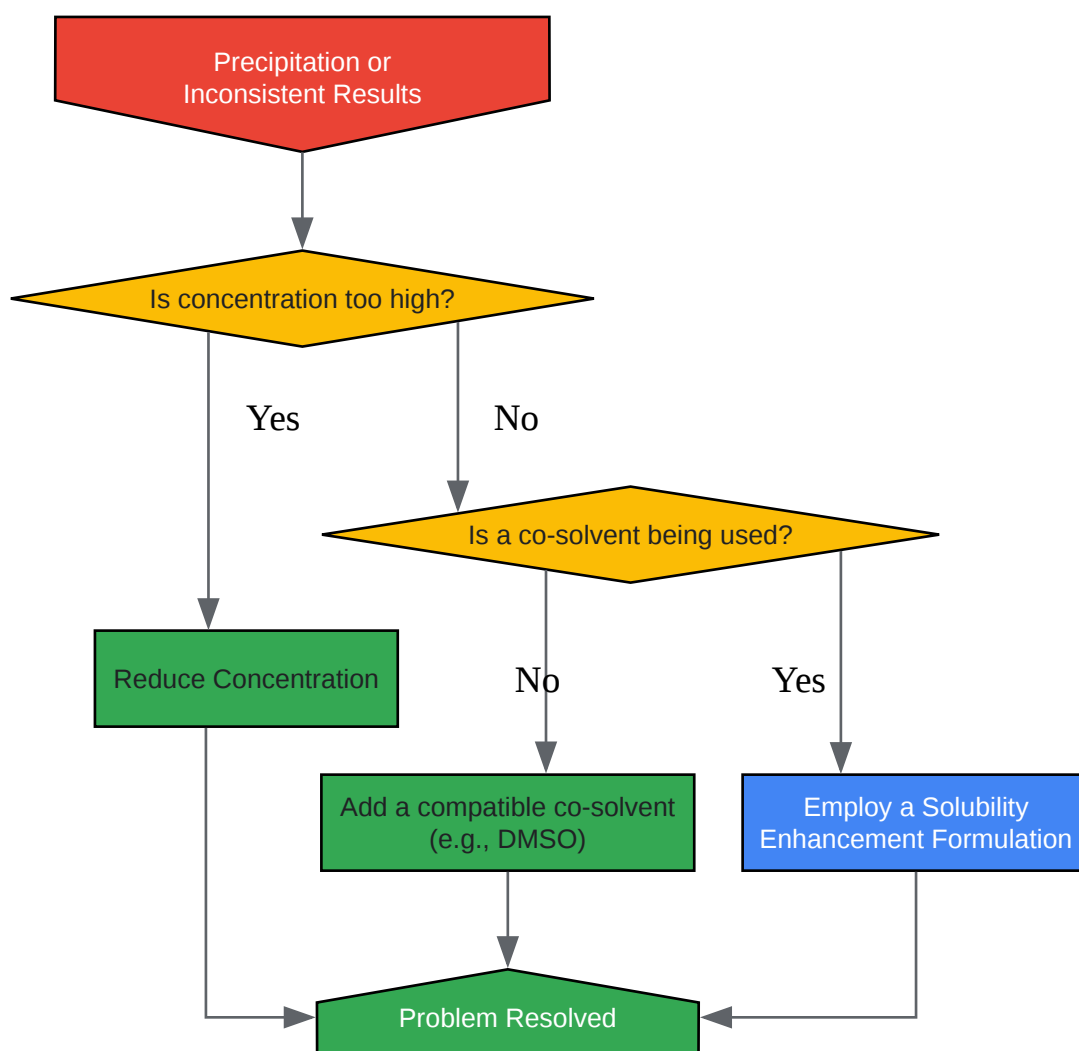 Precipitation or
Inconsistent Results
Is concentration too high?
Yes
No
Is a co-solvent being used?
Reduce Concentration
No
Yes
Add a compatible co-solvent
(e.g., DMSO)
Employ a Solubility
Enhancement Formulation
Problem Resolved